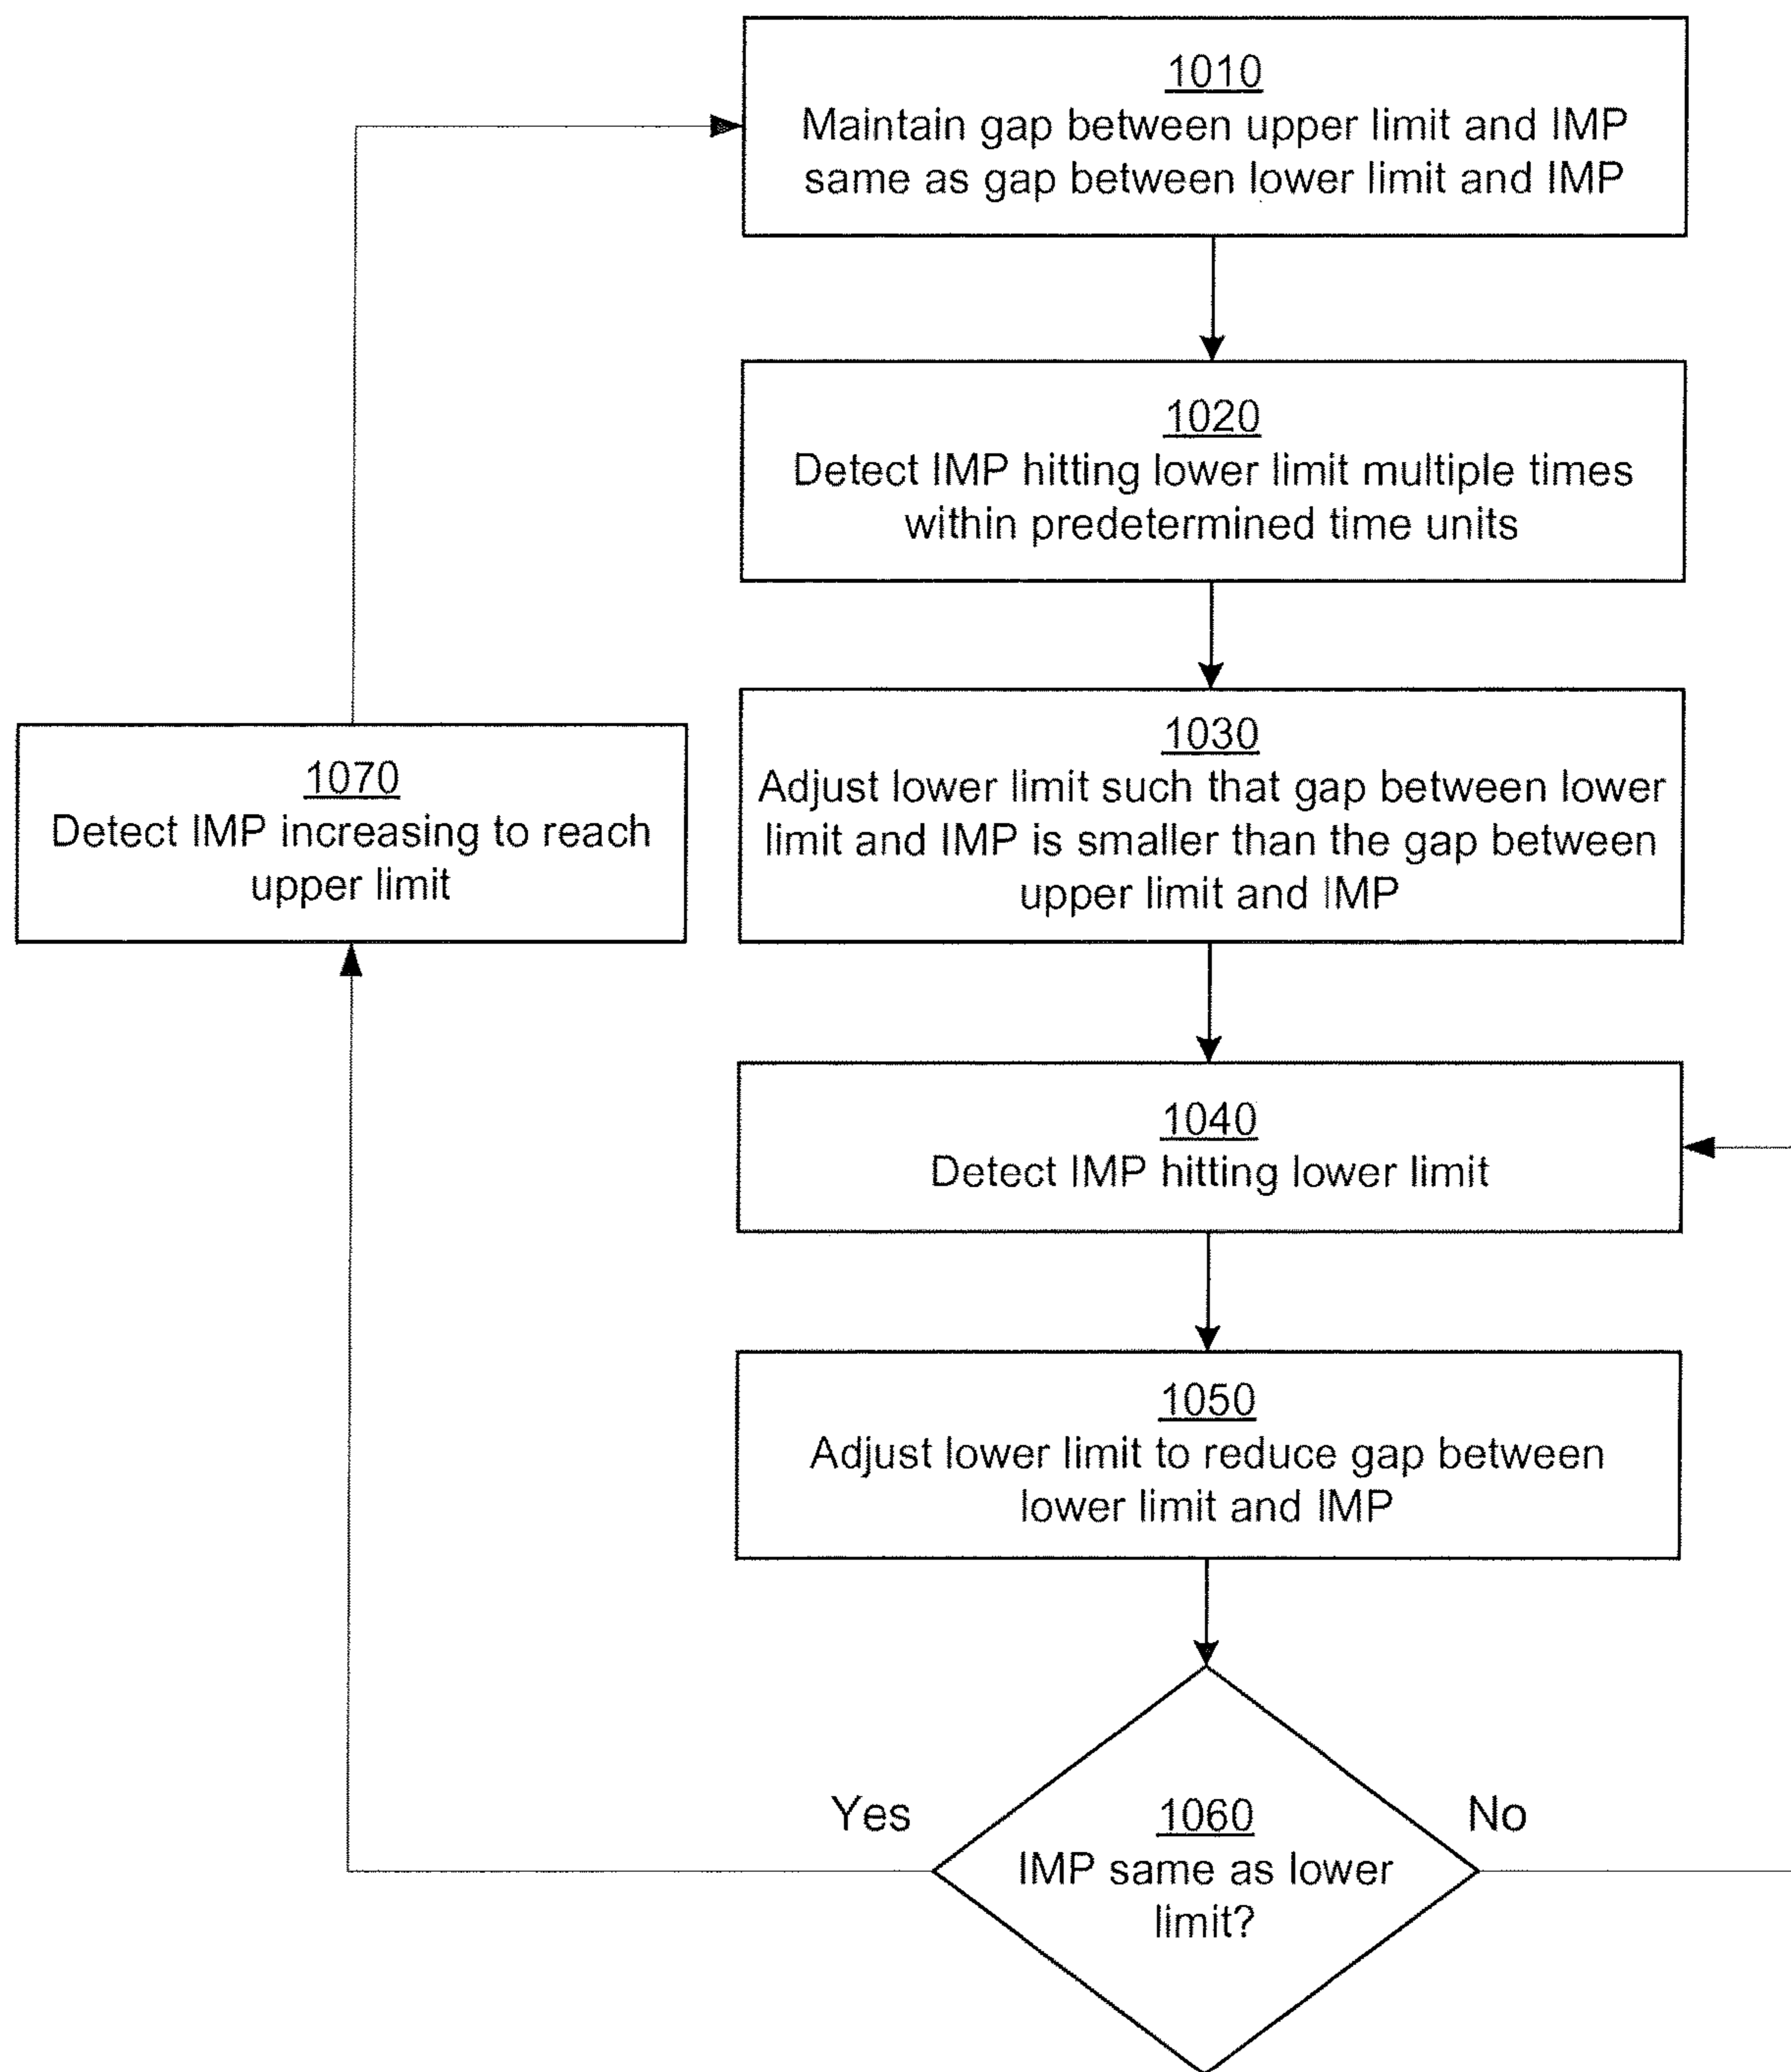 1010
Maintain gap between upper limit and IMP
same as gap between lower limit and IMP
1020
Detect IMP hitting lower limit multiple times
within predetermined time units
1030
Adjust lower limit such that gap between lower
limit and IMP is smaller than the gap between
upper limit and IMP
1070
Detect IMP increasing to reach
upper limit
1040
Detect IMP hitting lower limit
1050
Adjust lower limit to reduce gap between
lower limit and IMP
Yes
1060
IMP same as lower
limit?
No